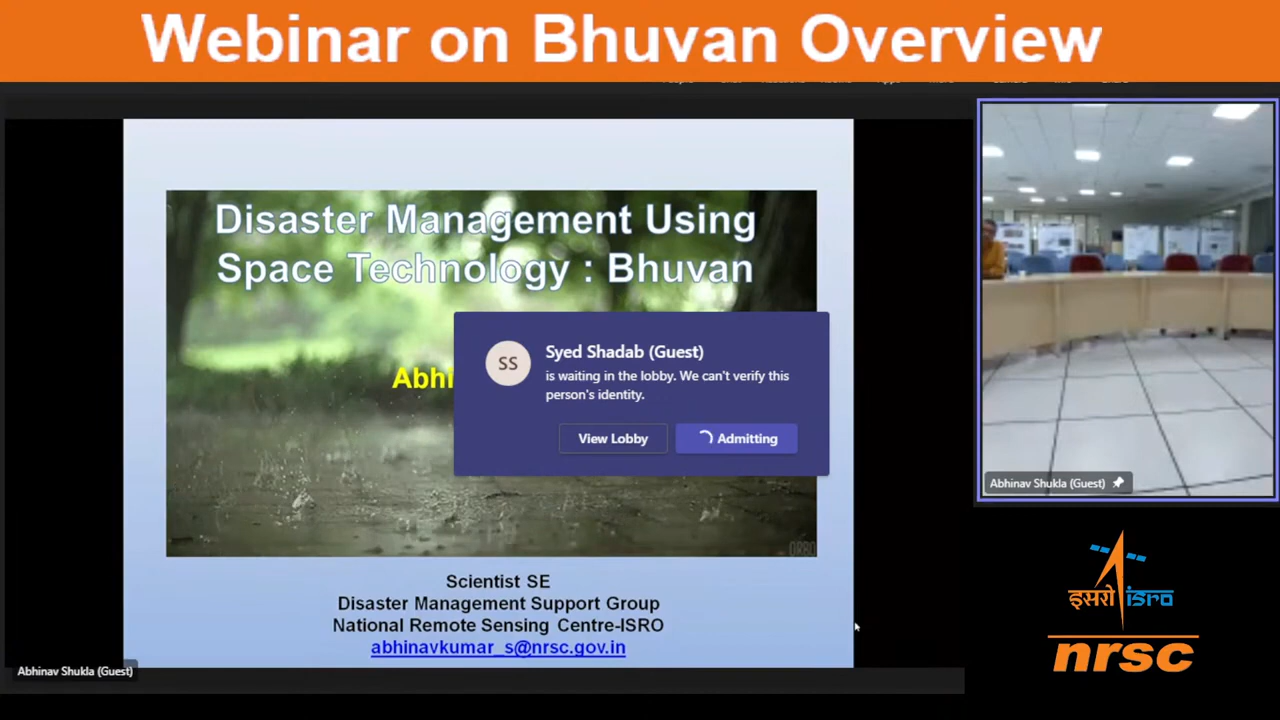 Webinar on Bhuvan Overview
Disaster Management Using
Space Technology : Bhuvan
Abhi
SS
Syed Shadab (Guest)
is waiting in the lobby. We can't verify this
person's identity.
View Lobby
Admitting
Scientist SE
Disaster Management Support Group
National Remote Sensing Centre-ISRO
abhinavkumar_s@nrsc.gov.in
Abhinav Shukla (Guest)
Abhinav Shukla (Guest)
इसरो isro
nrsc